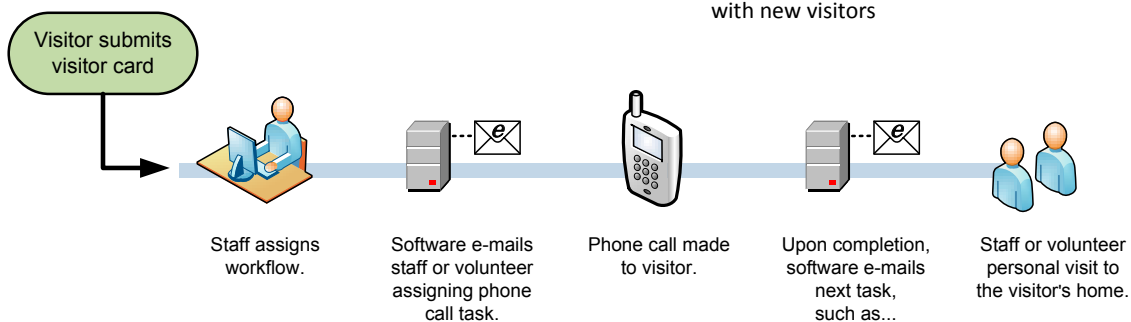 with new visitors
Visitor submits
visitor card
e
e
Staff assigns
workflow.
Software e-mails
staff or volunteer
assigning phone
call task.
Phone call made
to visitor.
Upon completion,
software e-mails
next task,
such as...
Staff or volunteer
personal visit to
the visitor's home.